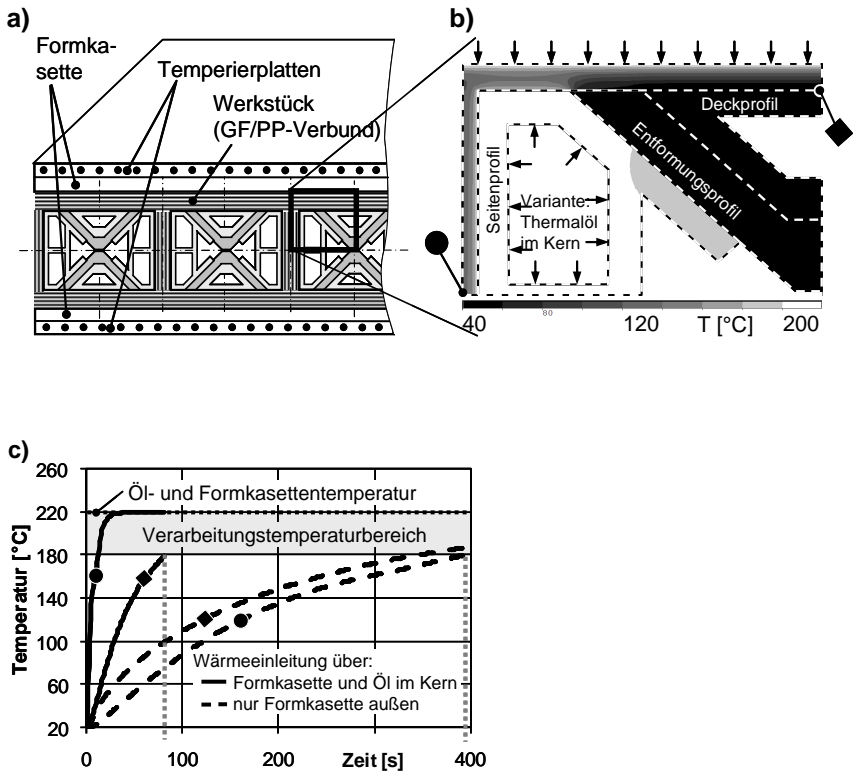 a)
Formka-
sette
Temperierplatten
Werkstück
(GF/PP-Verbund)
b)
Deckprofil
Entformungsprofil
Seitenprofil
Variante:
Thermalöl
im Kern
40
80
120
T [°C]
200
c)
260
220
180
140
100
60
20
Temperatur [°C]
Öl- und Formkasettentemperatur
Verarbeitungstemperaturbereich
Wärmeeinleitung über:
Formkasette und Öl im Kern
nur Formkasette außen
0
100
200
Zeit [s]
400